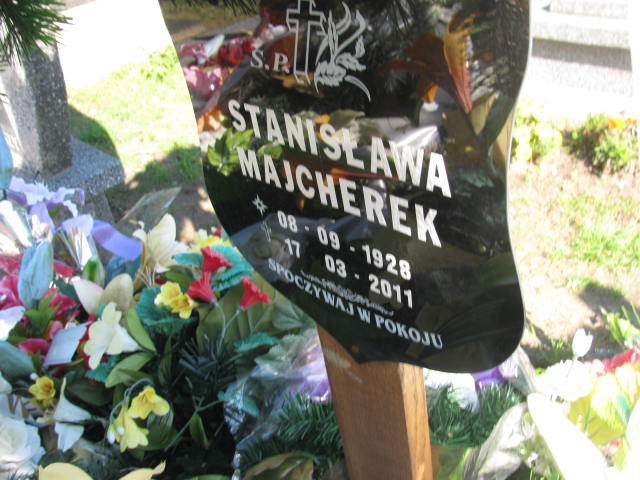 Ś.P.
STANISŁAWA
MAJCHEREK
08 - 09 - 1928
17 03 - 2011
SPOCZYWAJ W POKOJU